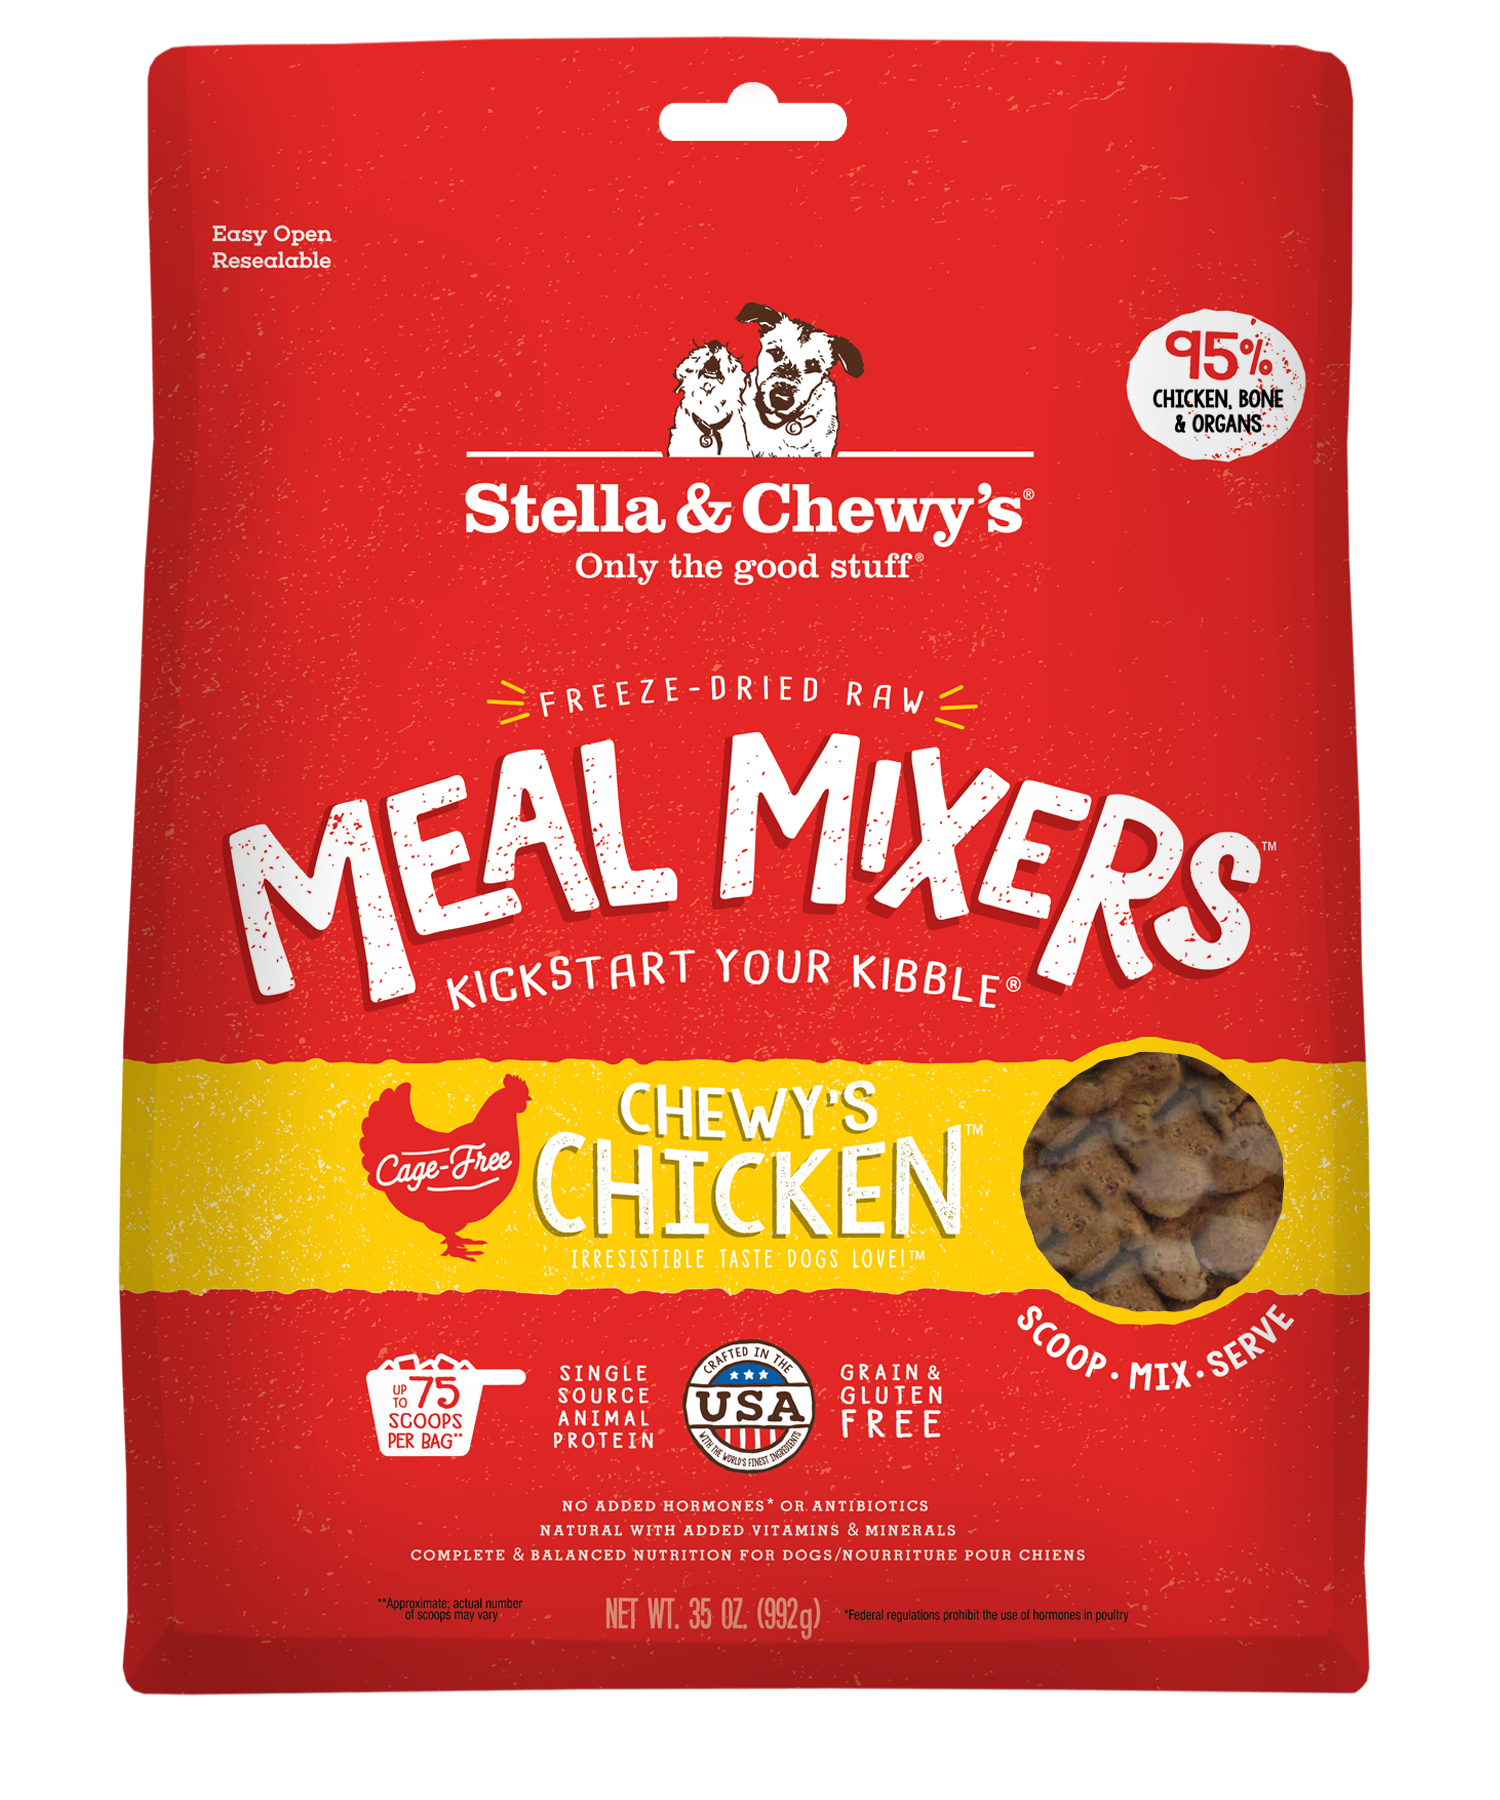 Easy Open
Resealable
95%
CHICKEN, BONE
& ORGANS
Stella & Chewy's®
Only the good stuff®
FREEZE-DRIED RAW
MEAL MIXERS™
KICKSTART YOUR KIBBLE®
Cage-Free
CHEWY'S
CHICKEN™
IRRESISTIBLE TASTE DOGS LOVE!™
SCOOP • MIX • SERVE
UP TO 75
SCOOPS
PER BAG**
SINGLE
SOURCE
ANIMAL
PROTEIN
CRAFTED IN THE
USA
WITH THE WORLD'S FINEST INGREDIENTS
GRAIN &
GLUTEN
FREE
NO ADDED HORMONES* OR ANTIBIOTICS
NATURAL WITH ADDED VITAMINS & MINERALS
COMPLETE & BALANCED NUTRITION FOR DOGS/NOURRITURE POUR CHIENS
**Approximate; actual number
of scoops may vary
NET WT. 35 OZ. (992g)
*Federal regulations prohibit the use of hormones in poultry